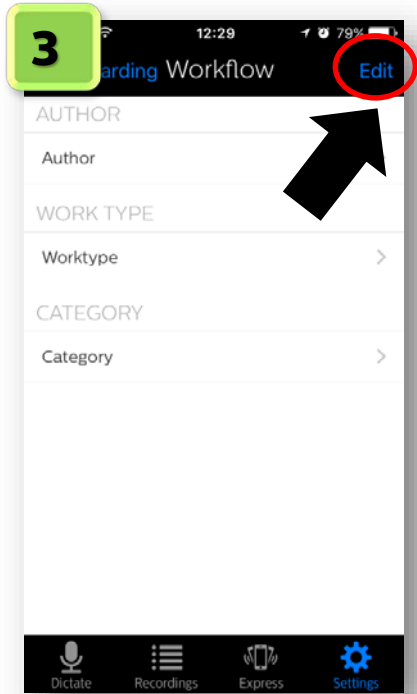 3
12:29
79%
arding Workflow Edit
AUTHOR
Author
WORK TYPE
Worktype
CATEGORY
Category
Dictate Recordings Express Settings